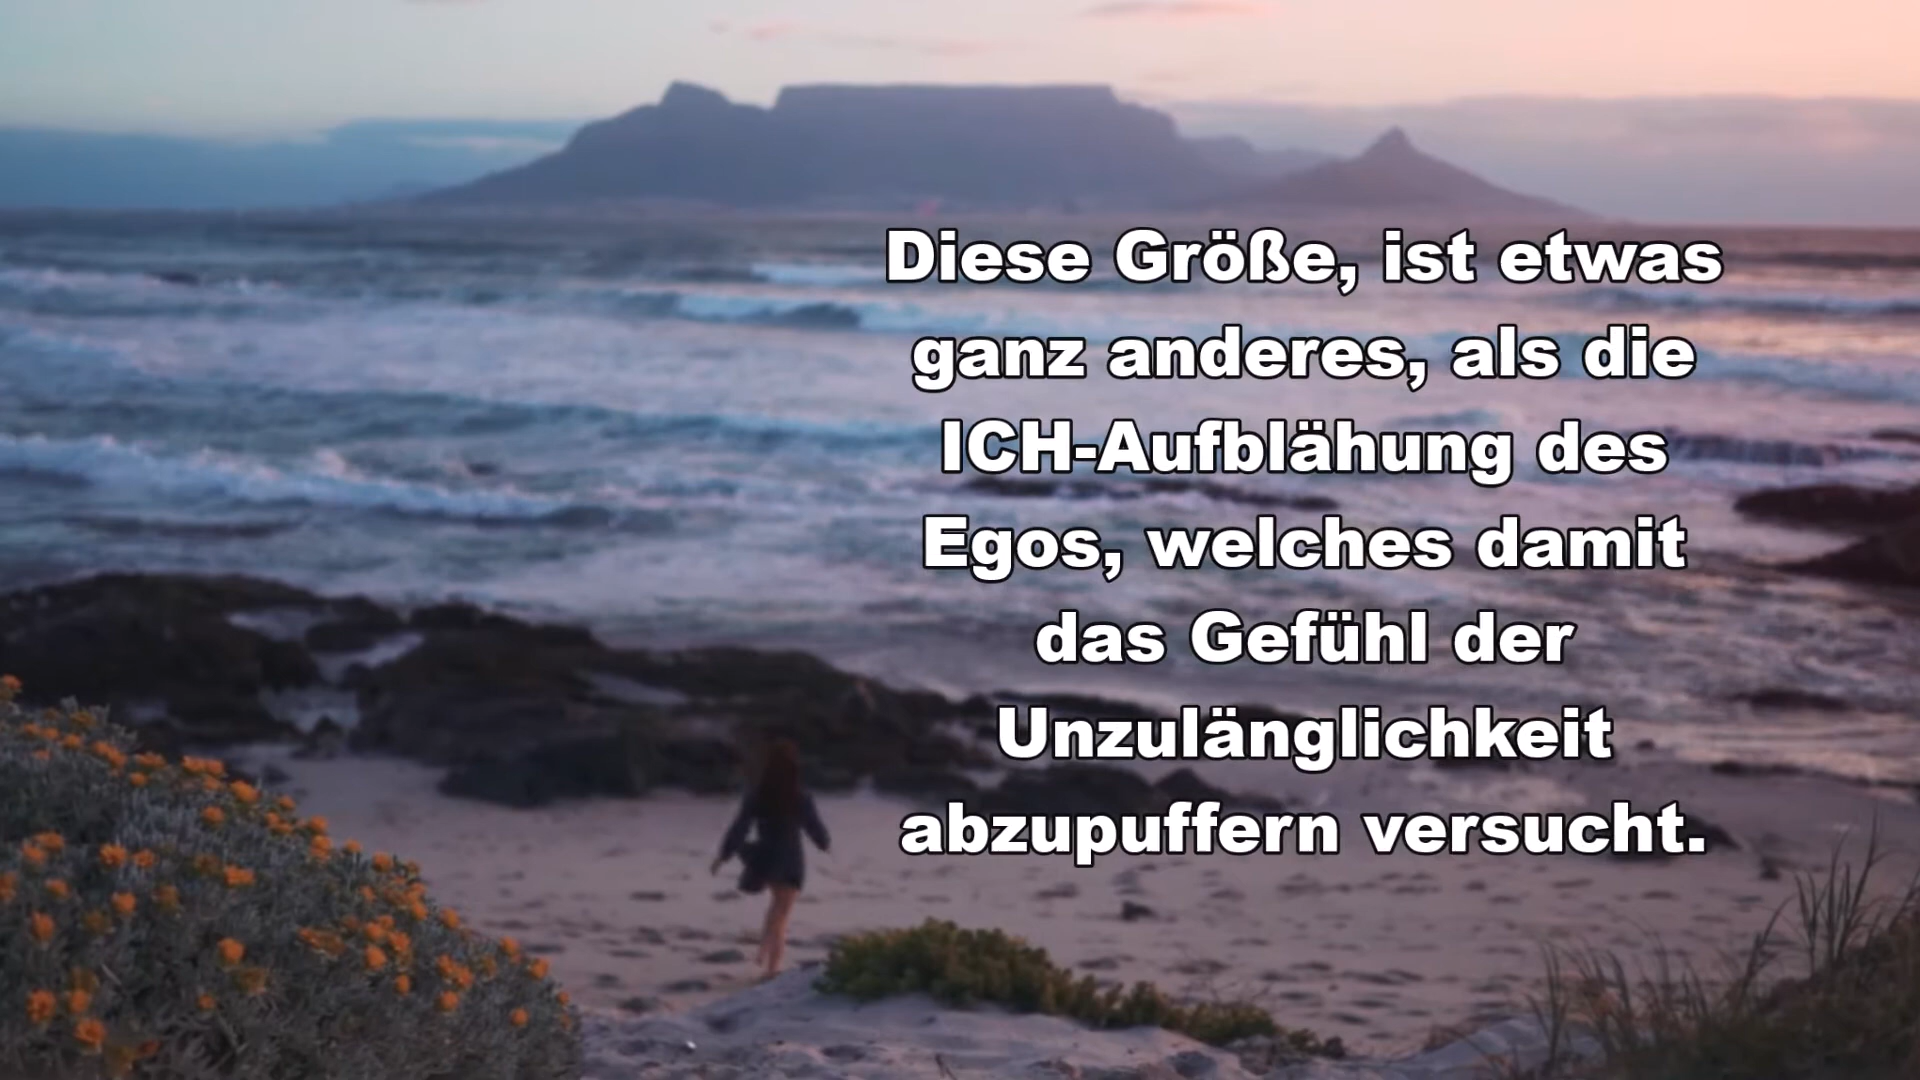 Diese Größe, ist etwas
ganz anderes, als die
ICH-Aufblähung des
Egos, welches damit
das Gefühl der
Unzulänglichkeit
abzupuffern versucht.